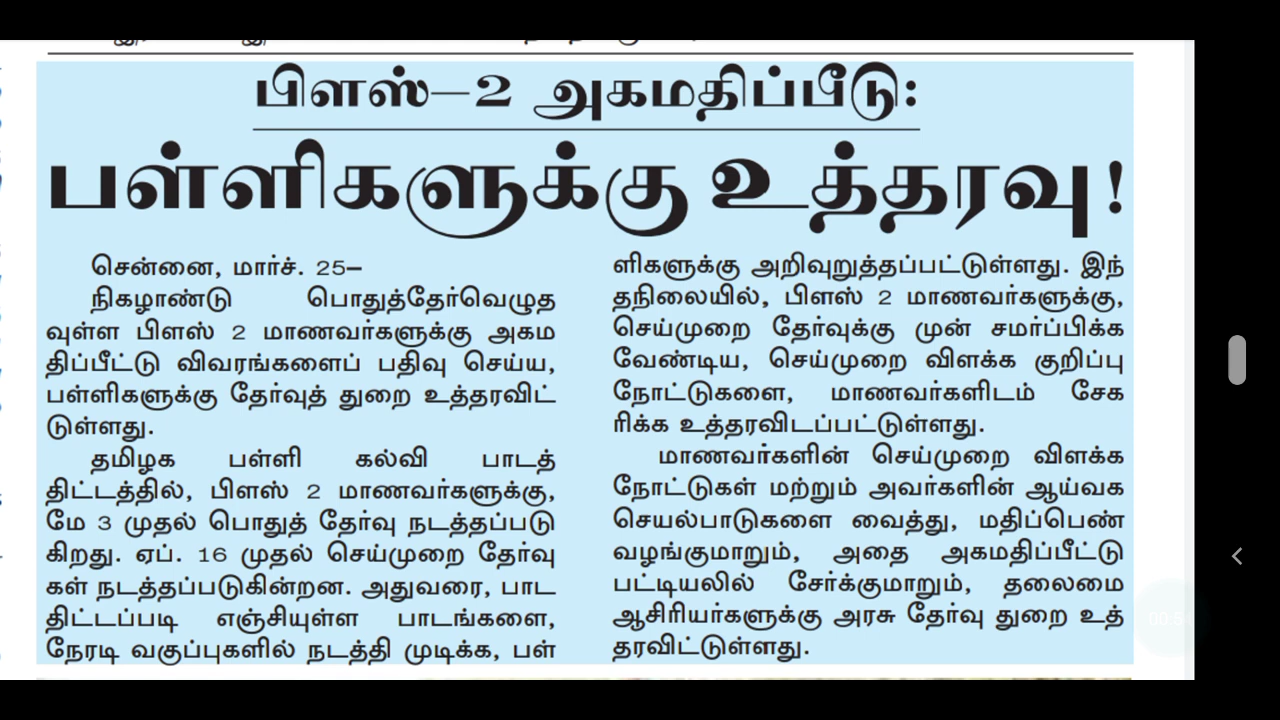 பிளஸ்–2 அகமதிப்பீடு:
பள்ளிகளுக்கு உத்தரவு!
சென்னை, மார்ச். 25–
நிகழாண்டு பொதுத்தேர்வெழுத
வுள்ள பிளஸ் 2 மாணவர்களுக்கு அகம
திப்பீட்டு விவரங்களைப் பதிவு செய்ய,
பள்ளிகளுக்கு தேர்வுத் துறை உத்தரவிட்
டுள்ளது.
தமிழக பள்ளி கல்வி பாடத்
திட்டத்தில், பிளஸ் 2 மாணவர்களுக்கு,
மே 3 முதல் பொதுத் தேர்வு நடத்தப்படு
கிறது. ஏப். 16 முதல் செய்முறை தேர்வு
கள் நடத்தப்படுகின்றன. அதுவரை, பாட
திட்டப்படி எஞ்சியுள்ள பாடங்களை,
நேரடி வகுப்புகளில் நடத்தி முடிக்க, பள்
ளிகளுக்கு அறிவுறுத்தப்பட்டுள்ளது. இந்
தநிலையில், பிளஸ் 2 மாணவர்களுக்கு,
செய்முறை தேர்வுக்கு முன் சமர்ப்பிக்க
வேண்டிய, செய்முறை விளக்க குறிப்பு
நோட்டுகளை, மாணவர்களிடம் சேக
ரிக்க உத்தரவிடப்பட்டுள்ளது.
மாணவர்களின் செய்முறை விளக்க
நோட்டுகள் மற்றும் அவர்களின் ஆய்வக
செயல்பாடுகளை வைத்து, மதிப்பெண்
வழங்குமாறும், அதை அகமதிப்பீட்டு
பட்டியலில் சேர்க்குமாறும், தலைமை
ஆசிரியர்களுக்கு அரசு தேர்வு துறை உத்
தரவிட்டுள்ளது.